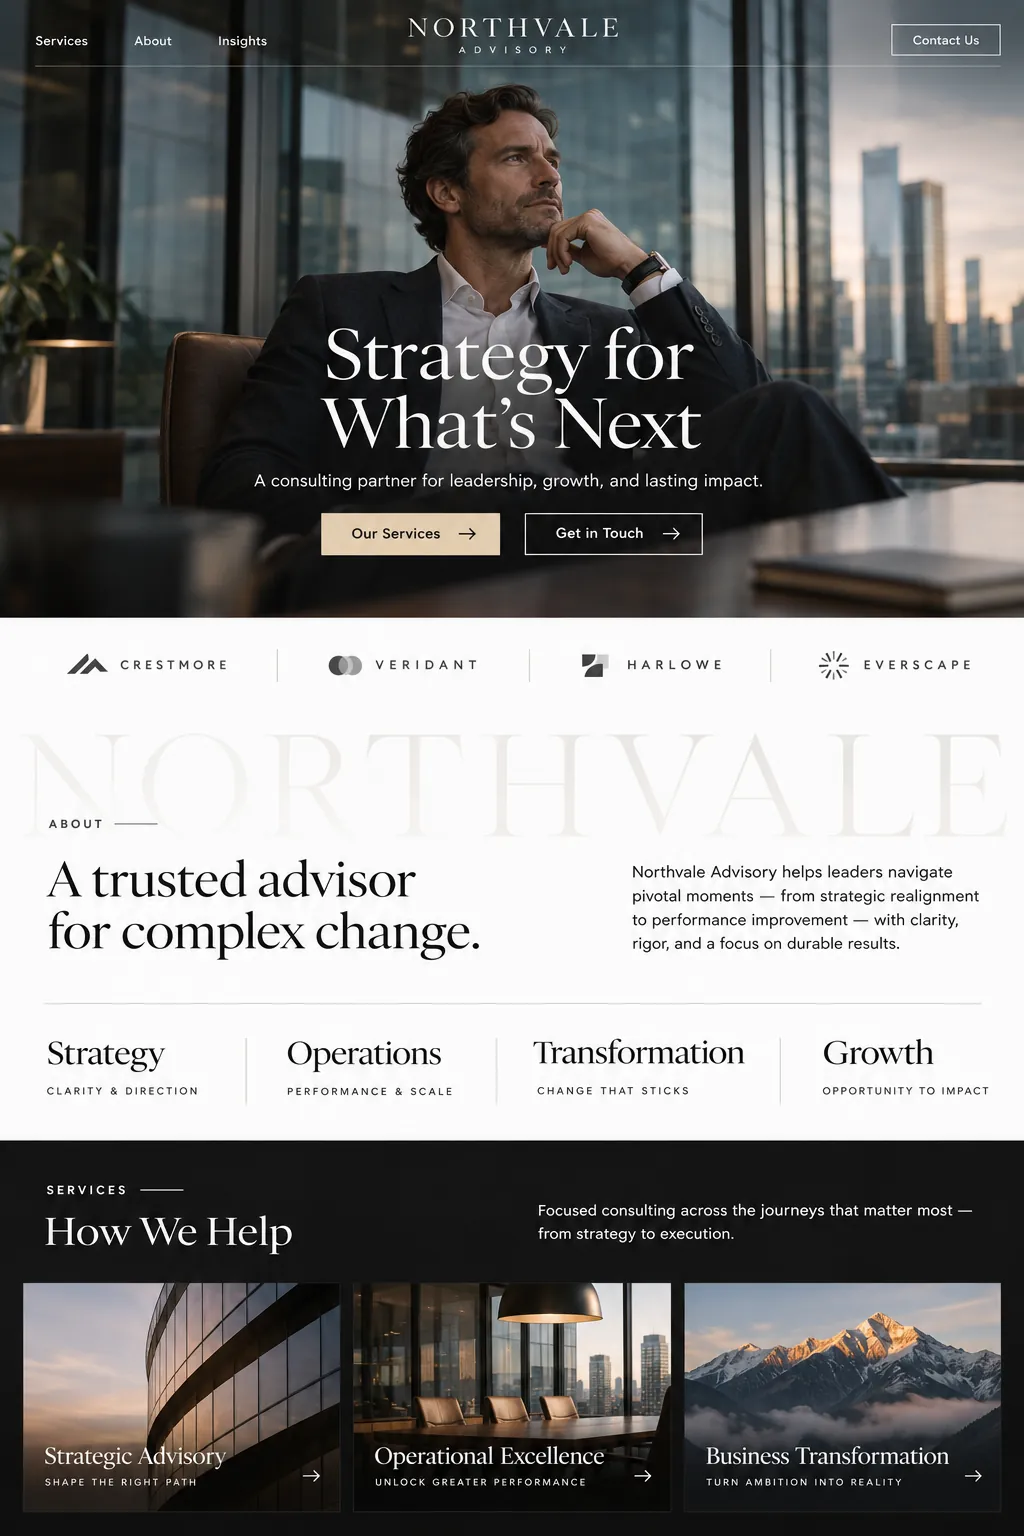 Services About Insights
NORTHVALE
ADVISORY
Contact Us
Strategy for
What's Next
A consulting partner for leadership, growth, and lasting impact.
Our Services
Get in Touch
CRESTMORE
VERIDANT
HARLOWE
EVERSCAPE
NORTHVALE
ABOUT
A trusted advisor
for complex change.
Northvale Advisory helps leaders navigate
pivotal moments — from strategic realignment
to performance improvement — with clarity,
rigor, and a focus on durable results.
Strategy
CLARITY & DIRECTION
Operations
PERFORMANCE & SCALE
Transformation
CHANGE THAT STICKS
Growth
OPPORTUNITY TO IMPACT
SERVICES
How We Help
Focused consulting across the journeys that matter most —
from strategy to execution.
Strategic Advisory
SHAPE THE RIGHT PATH
Operational Excellence
UNLOCK GREATER PERFORMANCE
Business Transformation
TURN AMBITION INTO REALITY